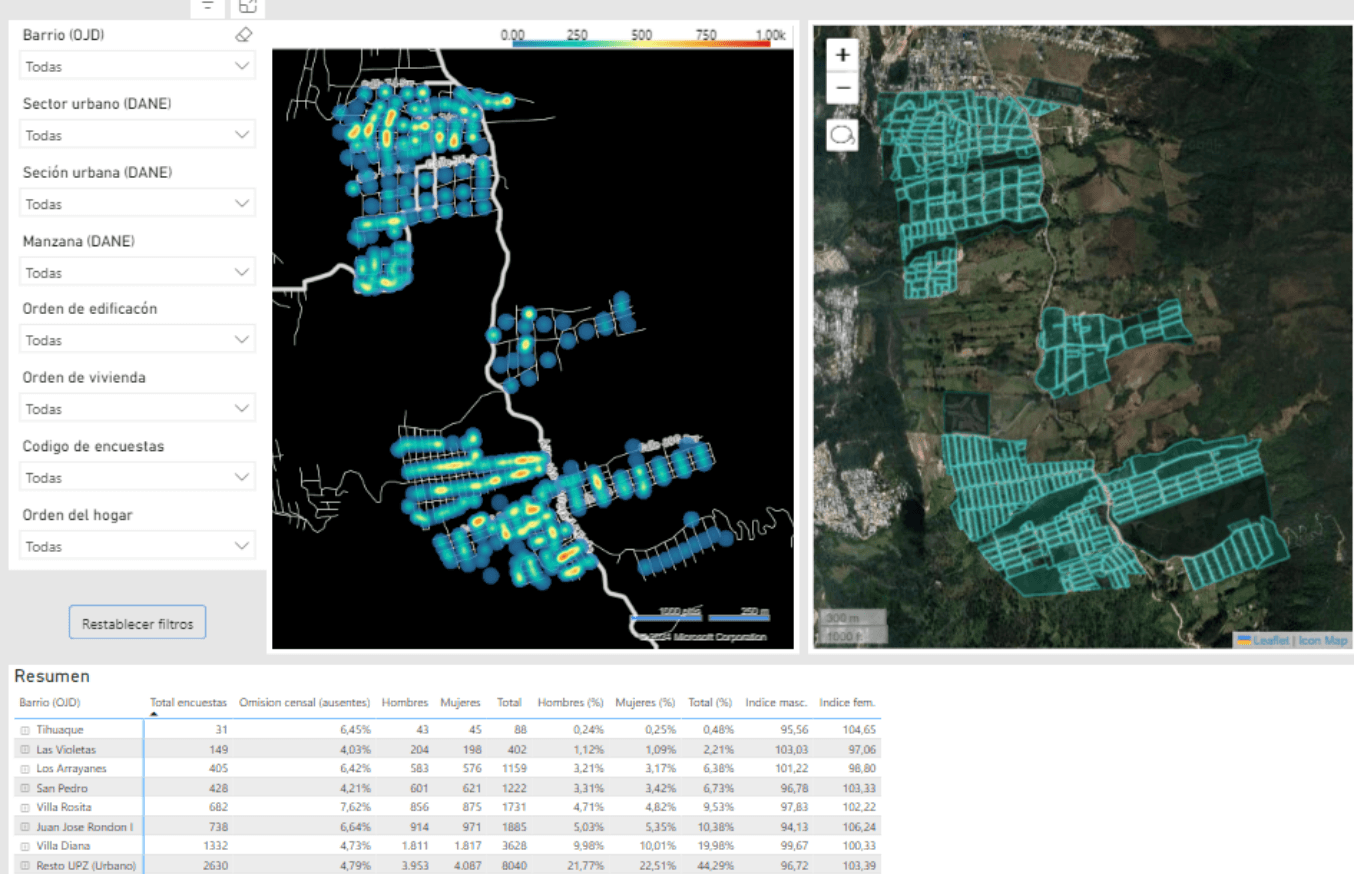 Barrio (OJD)
Todas
Sector urbano (DANE)
Todas
Seción urbana (DANE)
Todas
Manzana (DANE)
Todas
Orden de edificacón
Todas
Orden de vivienda
Todas
Codigo de encuestas
Todas
Orden del hogar
Todas
Restablecer filtros
0.00 250 500 750 1.00k
250 m
2024 Microsoft Corporation
+
−
300 m
1000 ft
Leaflet | Icon Map
Resumen
Barrio (OJD) Total encuestas Omision censal (ausentes) Hombres Mujeres Total Hombres (%) Mujeres (%) Total (%) Indice masc. Indice fem.
Tihuaque 31 6,45% 43 45 88 0,24% 0,25% 0,48% 95,56 104,65
Las Violetas 149 4,03% 204 198 402 1,12% 1,09% 2,21% 103,03 97,06
Los Arrayanes 405 6,42% 583 576 1159 3,21% 3,17% 6,38% 101,22 98,80
San Pedro 428 4,21% 601 621 1222 3,31% 3,42% 6,73% 96,78 103,33
Villa Rosita 682 7,62% 856 875 1731 4,71% 4,82% 9,53% 97,83 102,22
Juan Jose Rondon I 738 6,64% 914 971 1885 5,03% 5,35% 10,38% 94,13 106,24
Villa Diana 1332 4,73% 1.811 1.817 3628 9,98% 10,01% 19,98% 99,67 100,33
Resto UPZ (Urbano) 2630 4,79% 3.953 4.087 8040 21,77% 22,51% 44,29% 96,72 103,39